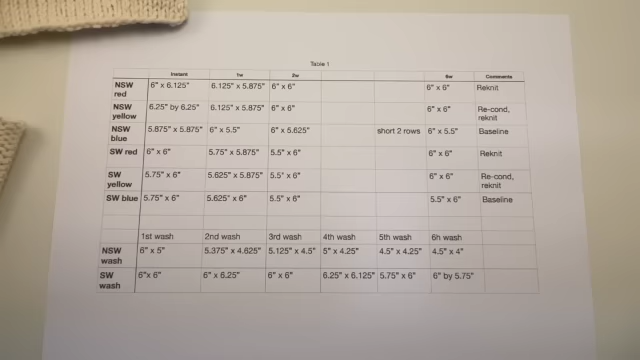 Table 1
Instant 1w 2w 6w Comments
NSW red 6" x 6.125" 6.125" x 5.875" 6" x 6" 6" x 6" Reknit
NSW yellow 6.25" by 6.25" 6.125" x 5.875" 6" x 6" 6" x 6" Re-cond, reknit
NSW blue 5.875" x 5.875" 6" x 5.5" 6" x 5.625" short 2 rows 6" x 5.5" Baseline
SW red 6" x 6" 5.75" x 5.875" 5.5" x 6" 6" x 6" Reknit
SW yellow 5.75" x 6" 5.625" x 5.875" 5.5" x 6" 6" x 6" Re-cond, reknit
SW blue 5.75" x 6" 5.625" x 6" 5.5" x 6" 5.5" x 6" Baseline
1st wash 2nd wash 3rd wash 4th wash 5th wash 6h wash
NSW wash 6" x 5" 5.375" x 4.625" 5.125" x 4.5" 5" x 4.25" 4.5" x 4.25" 4.5" x 4"
SW wash 6"x 6" 6" x 6.25" 6" x 6" 6.25" x 6.125" 5.75" x 6" 6" by 5.75"